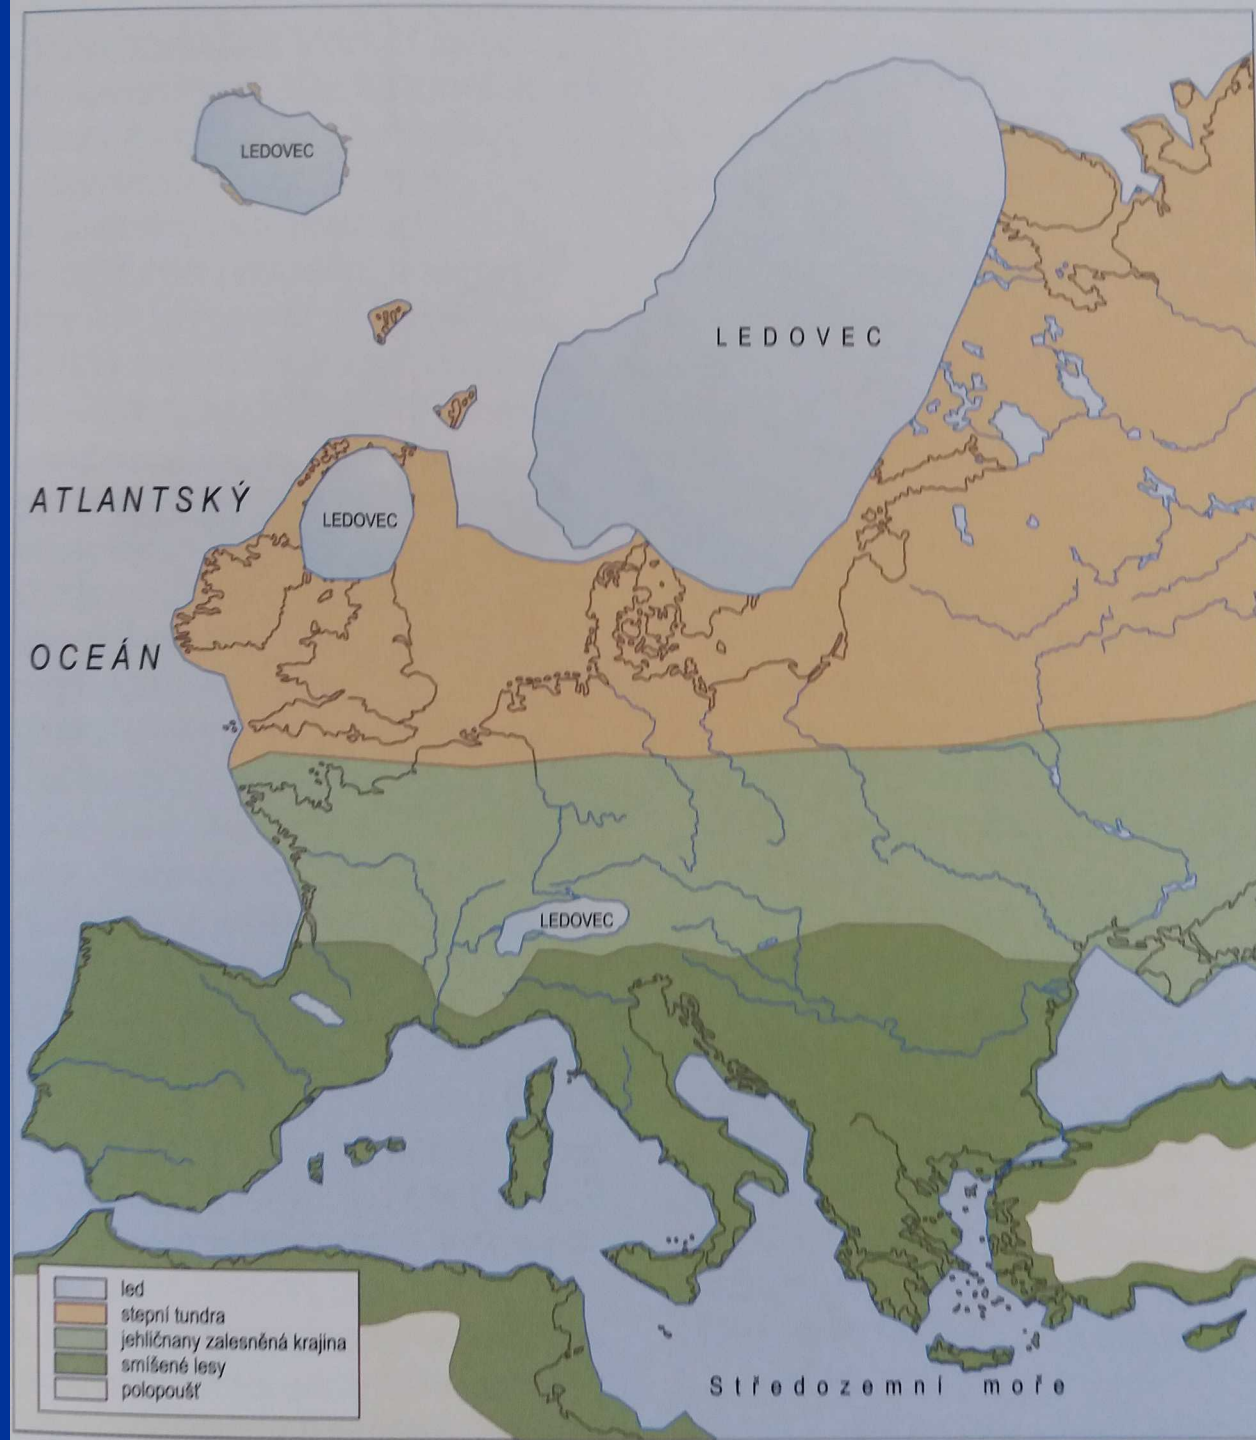 LEDOVEC
LEDOVEC
ATLANTSKÝ
LEDOVEC
OCEÁN
LEDOVEC
led
stepní tundra
jehličnany zalesněná krajina
smíšené lesy
polopoušť
Středozemní moře